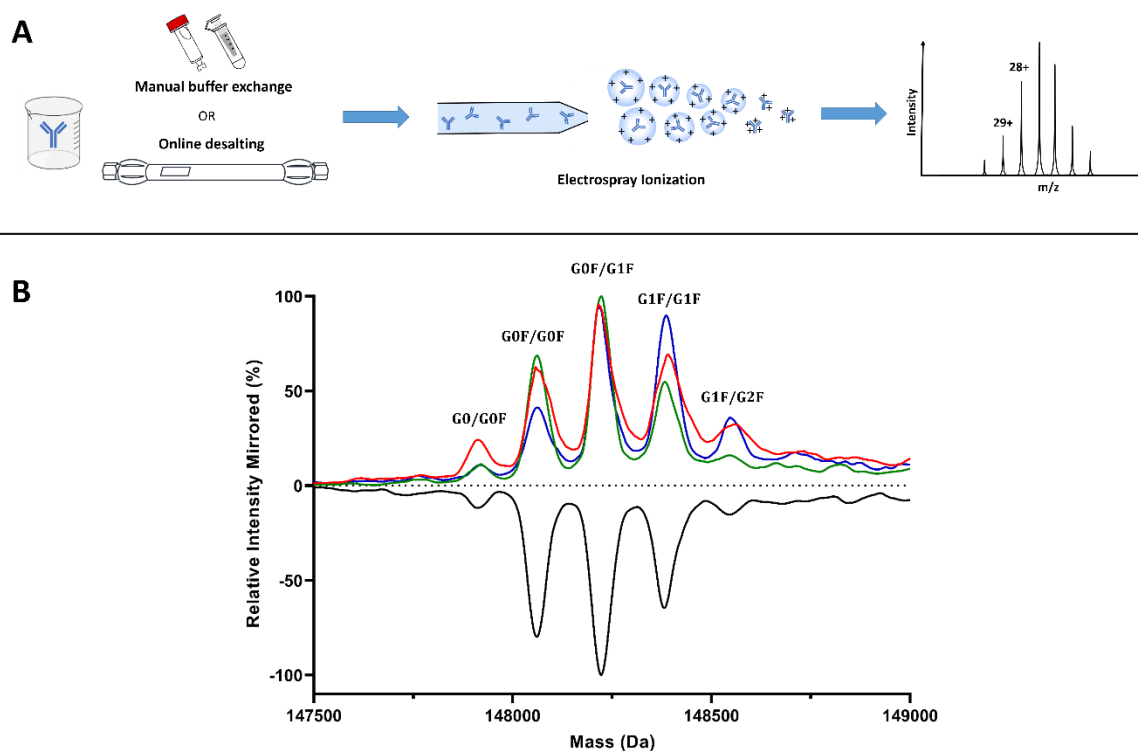 A
Manual buffer exchange
OR
Online desalting
Electrospray Ionization
Intensity
29+
28+
m/z
B
G0/G0F
G0F/G0F
G0F/G1F
G1F/G1F
G1F/G2F
Relative Intensity Mirrored (%)
100
50
0
-50
-100
147500
148000
148500
149000
Mass (Da)